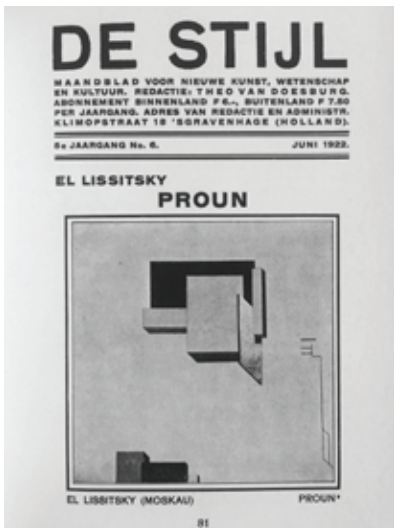 DE STIJL
MAANDBLAD VOOR NIEUWE KUNST, WETENSCHAP
EN KULTUUR. REDACTIE: THEO VAN DOESBURG.
ABONNEMENT BINNENLAND F 6.-, BUITENLAND F 7.50
PER JAARGANG. ADRES VAN REDACTIE EN ADMINISTR.
KLIMOPSTRAAT 18 'SGRAVENHAGE (HOLLAND).
5e JAARGANG No. 6. JUNI 1922.
EL LISSITSKY
PROUN
EL LISSITSKY (MOSKAU) PROUN*
81